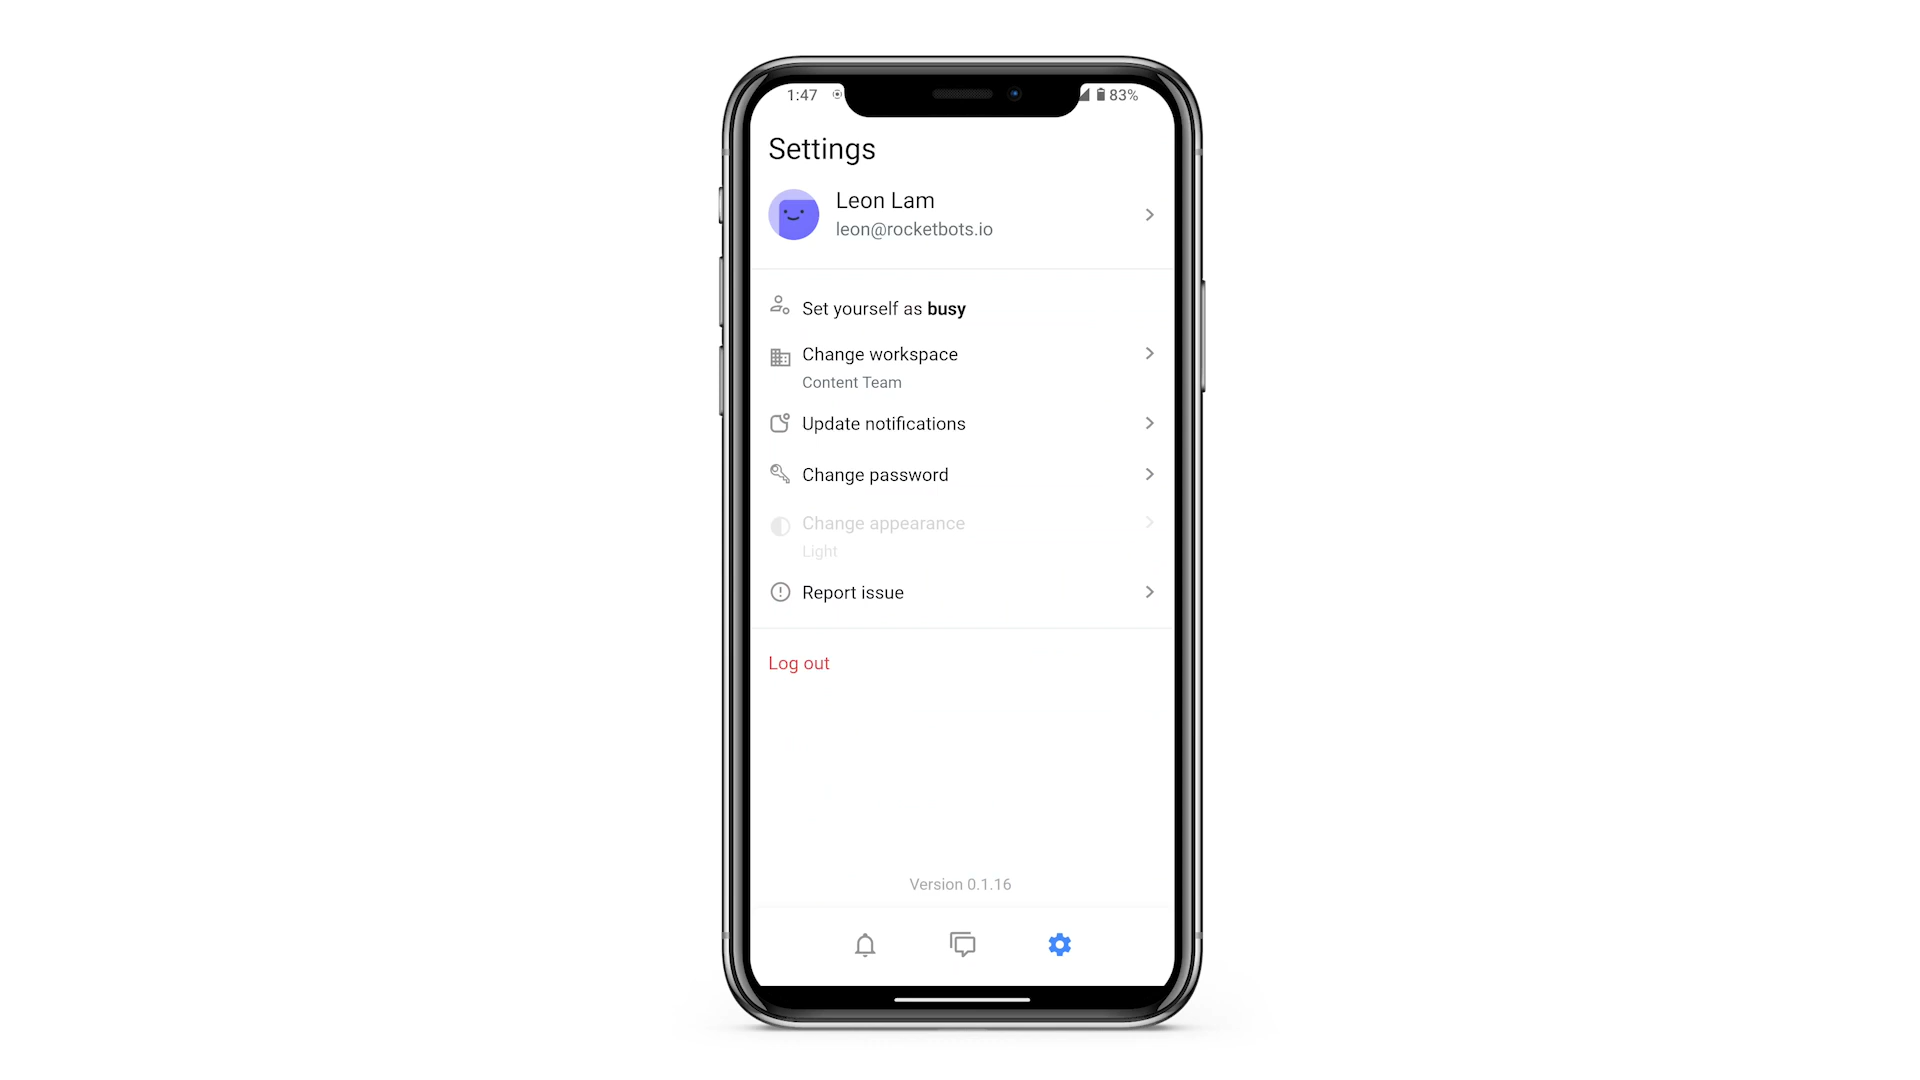 1:47 83%
Settings
Leon Lam
leon@rocketbots.io
Set yourself as busy
Change workspace
Content Team
Update notifications
Change password
Change appearance
Light
Report issue
Log out
Version 0.1.16